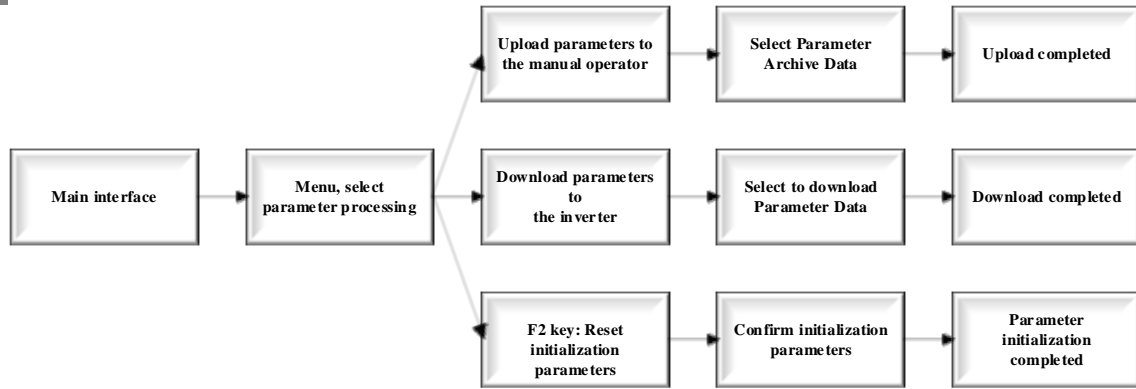 Upload parameters to
the manual operator
Select Parameter
Archive Data
Upload completed
Main interface
Menu, select
parameter processing
Download parameters
to
the inverter
Select to download
Parameter Data
Download completed
F2 key: Reset
initialization
parameters
Confirm initialization
parameters
Parameter
initialization
completed